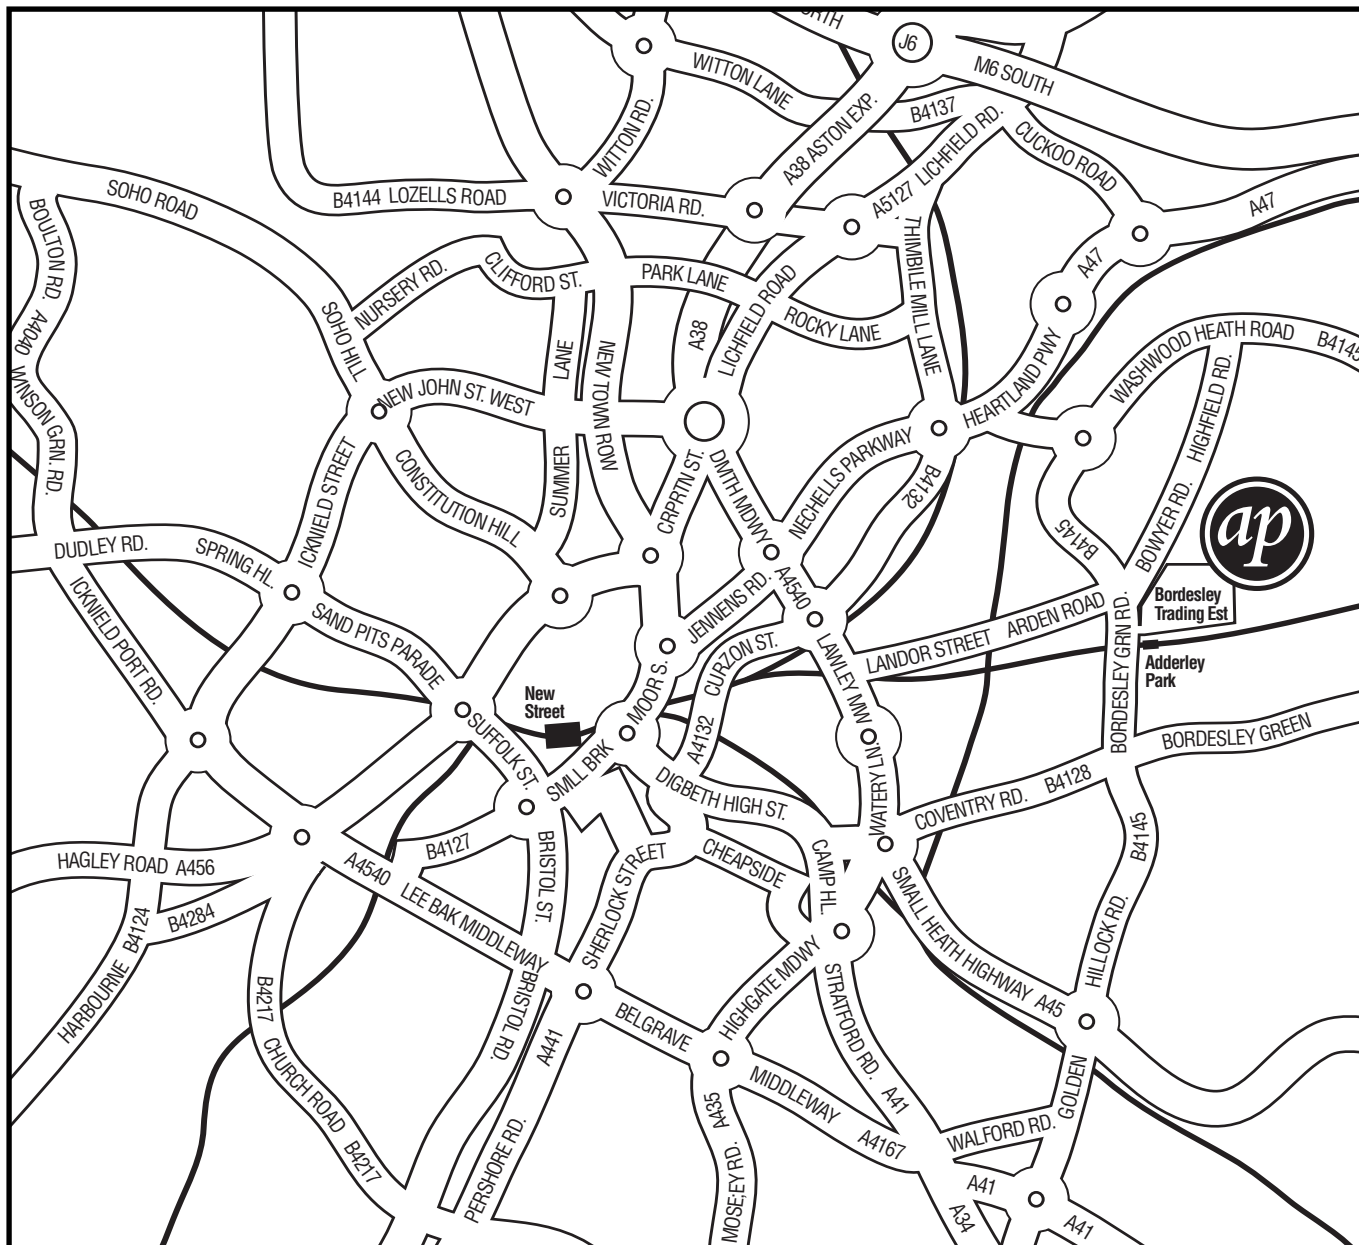 ORTH
J6
M6 SOUTH
WITTON LANE
B4137
A38 ASTON EXP.
WITTON RD.
A5127 LICHFIELD RD.
CUCKOO ROAD
SOHO ROAD
B4144 LOZELLS ROAD
VICTORIA RD.
A47
BOULTON RD.
A4040
NURSERY RD.
CLIFFORD ST.
PARK LANE
THIMBILE MILL LANE
A47
SOHO HILL
LANE
A38
LICHFIELD ROAD
ROCKY LANE
WASHWOOD HEATH ROAD
B4145
WINSON GRN. RD.
NEW JOHN ST. WEST
NEW TOWN ROW
HEARTLAND PWY
HIGHFIELD RD.
ICKNIELD STREET
CONSTITUTION HILL
SUMMER
CRPRTN ST.
DMTH MDWY
NECHELLS PARKWAY
B4132
B4145
BOWYER RD.
ap
DUDLEY RD.
SPRING HL.
ICKNIELD PORT RD.
SAND PITS PARADE
JENNENS RD.
A4540
Bordesley
Trading Est
CURZON ST.
LANDOR STREET
ARDEN ROAD
BORDESLEY GRN RD.
Adderley
Park
New
Street
MOOR S.
A4132
LAWLEY MW
SUFFOLK ST.
SMLL BRK
DIGBETH HIGH ST.
WATERY LN.
BORDESLEY GREEN
COVENTRY RD.
B4128
B4127
B4145
HAGLEY ROAD A456
A4540
LEE BAK MIDDLEWAY
BRISTOL ST.
SHERLOCK STREET
CHEAPSIDE
CAMP HL.
SMALL HEATH HIGHWAY A45
HILLOCK RD.
B4284
HARBOURNE B4124
B4217
BRISTOL RD.
A441
BELGRAVE
HIGHGATE MDWY
STRATFORD RD.
A41
CHURCH ROAD
B4217
PERSHORE RD.
MIDDLEWAY
A4167
A435
MOSE;EY RD.
GOLDEN
WALFORD RD.
A41
A34
A41